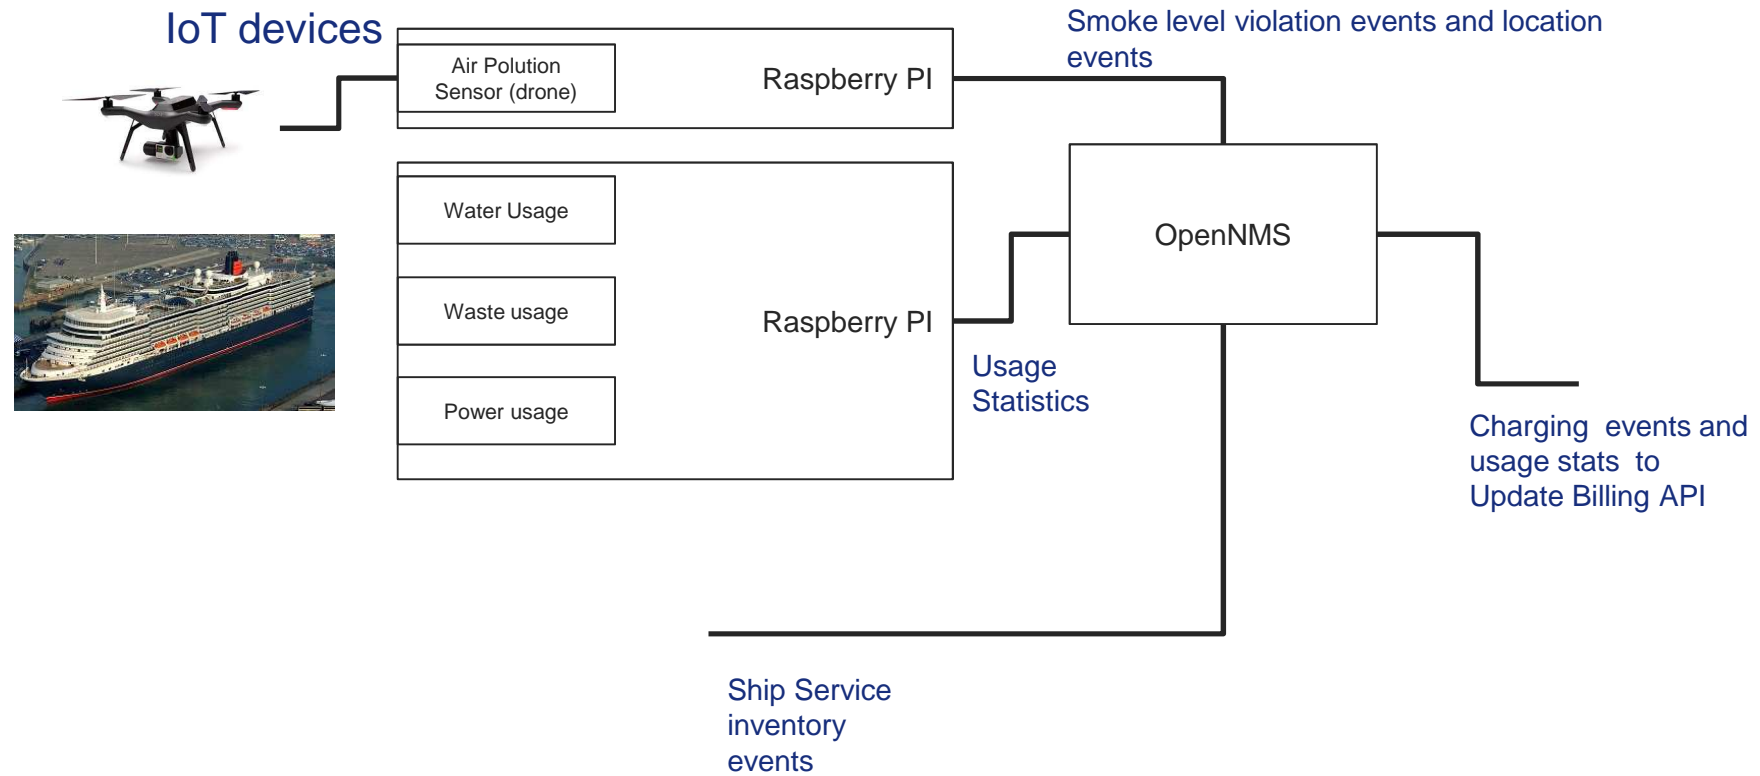 IoT devices
Smoke level violation events and location
events
Air Polution
Sensor (drone)
Raspberry PI
Water Usage
Waste usage
Power usage
Raspberry PI
OpenNMS
Usage
Statistics
Charging events and
usage stats to
Update Billing API
Ship Service
inventory
events